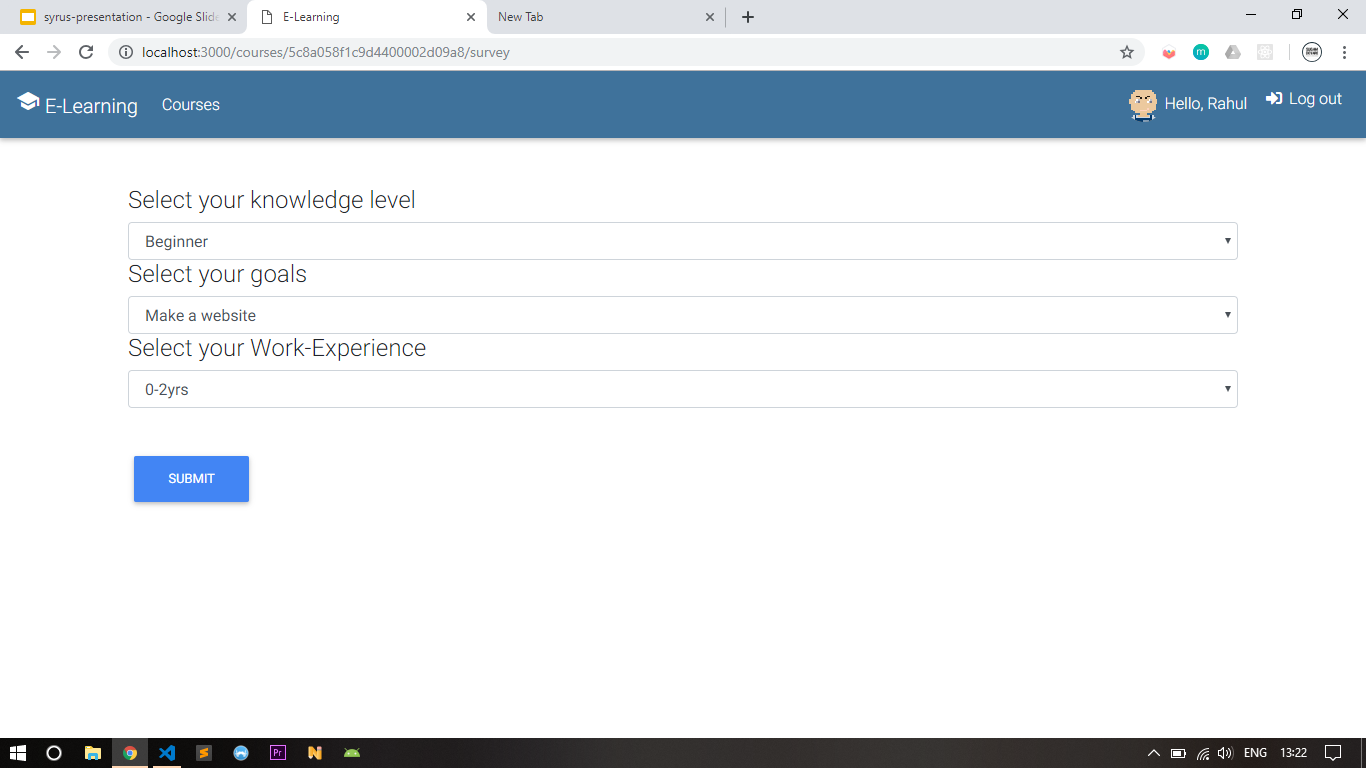 syrus-presentation - Google Slide
E-Learning
New Tab
localhost:3000/courses/5c8a058f1c9d4400002d09a8/survey
m
E-Learning
Courses
Hello, Rahul
Log out
Select your knowledge level
Beginner
Select your goals
Make a website
Select your Work-Experience
0-2yrs
SUBMIT
Pr
N
ENG
13:22